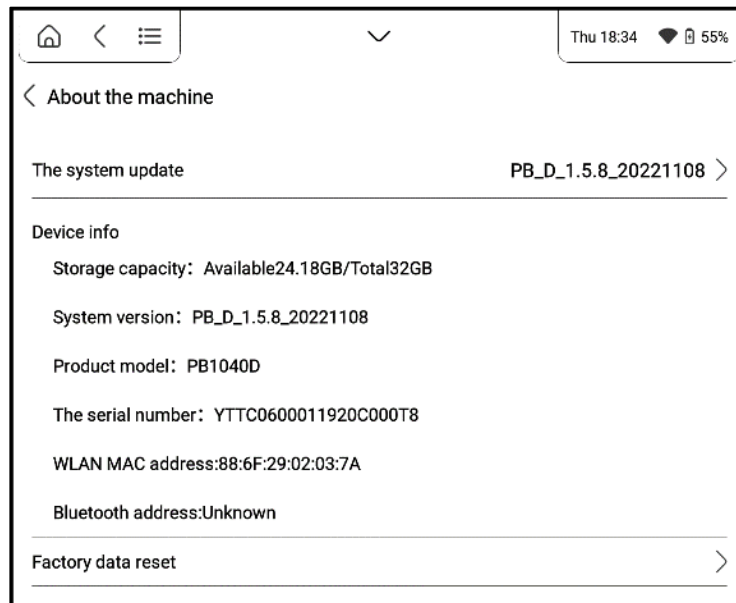 Thu 18:34 55%
About the machine
The system update PB_D_1.5.8_20221108
Device info
Storage capacity：Available24.18GB/Total32GB
System version：PB_D_1.5.8_20221108
Product model：PB1040D
The serial number：YTTC0600011920C000T8
WLAN MAC address:88:6F:29:02:03:7A
Bluetooth address:Unknown
Factory data reset